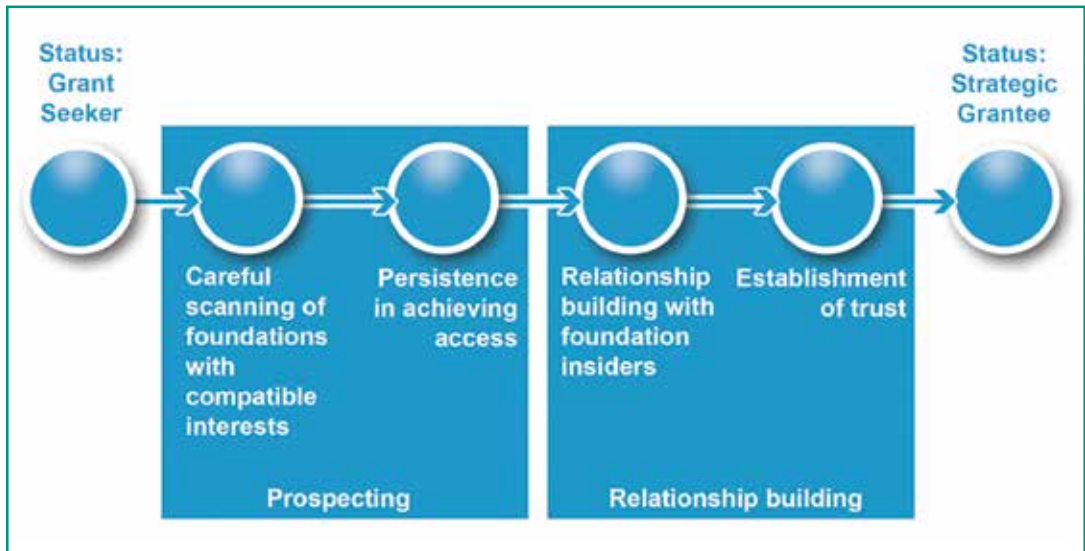 Status:
Grant
Seeker
Status:
Strategic
Grantee
Careful
scanning of
foundations
with
compatible
interests
Persistence
in achieving
access
Prospecting
Relationship
building with
foundation
insiders
Establishment
of trust
Relationship building